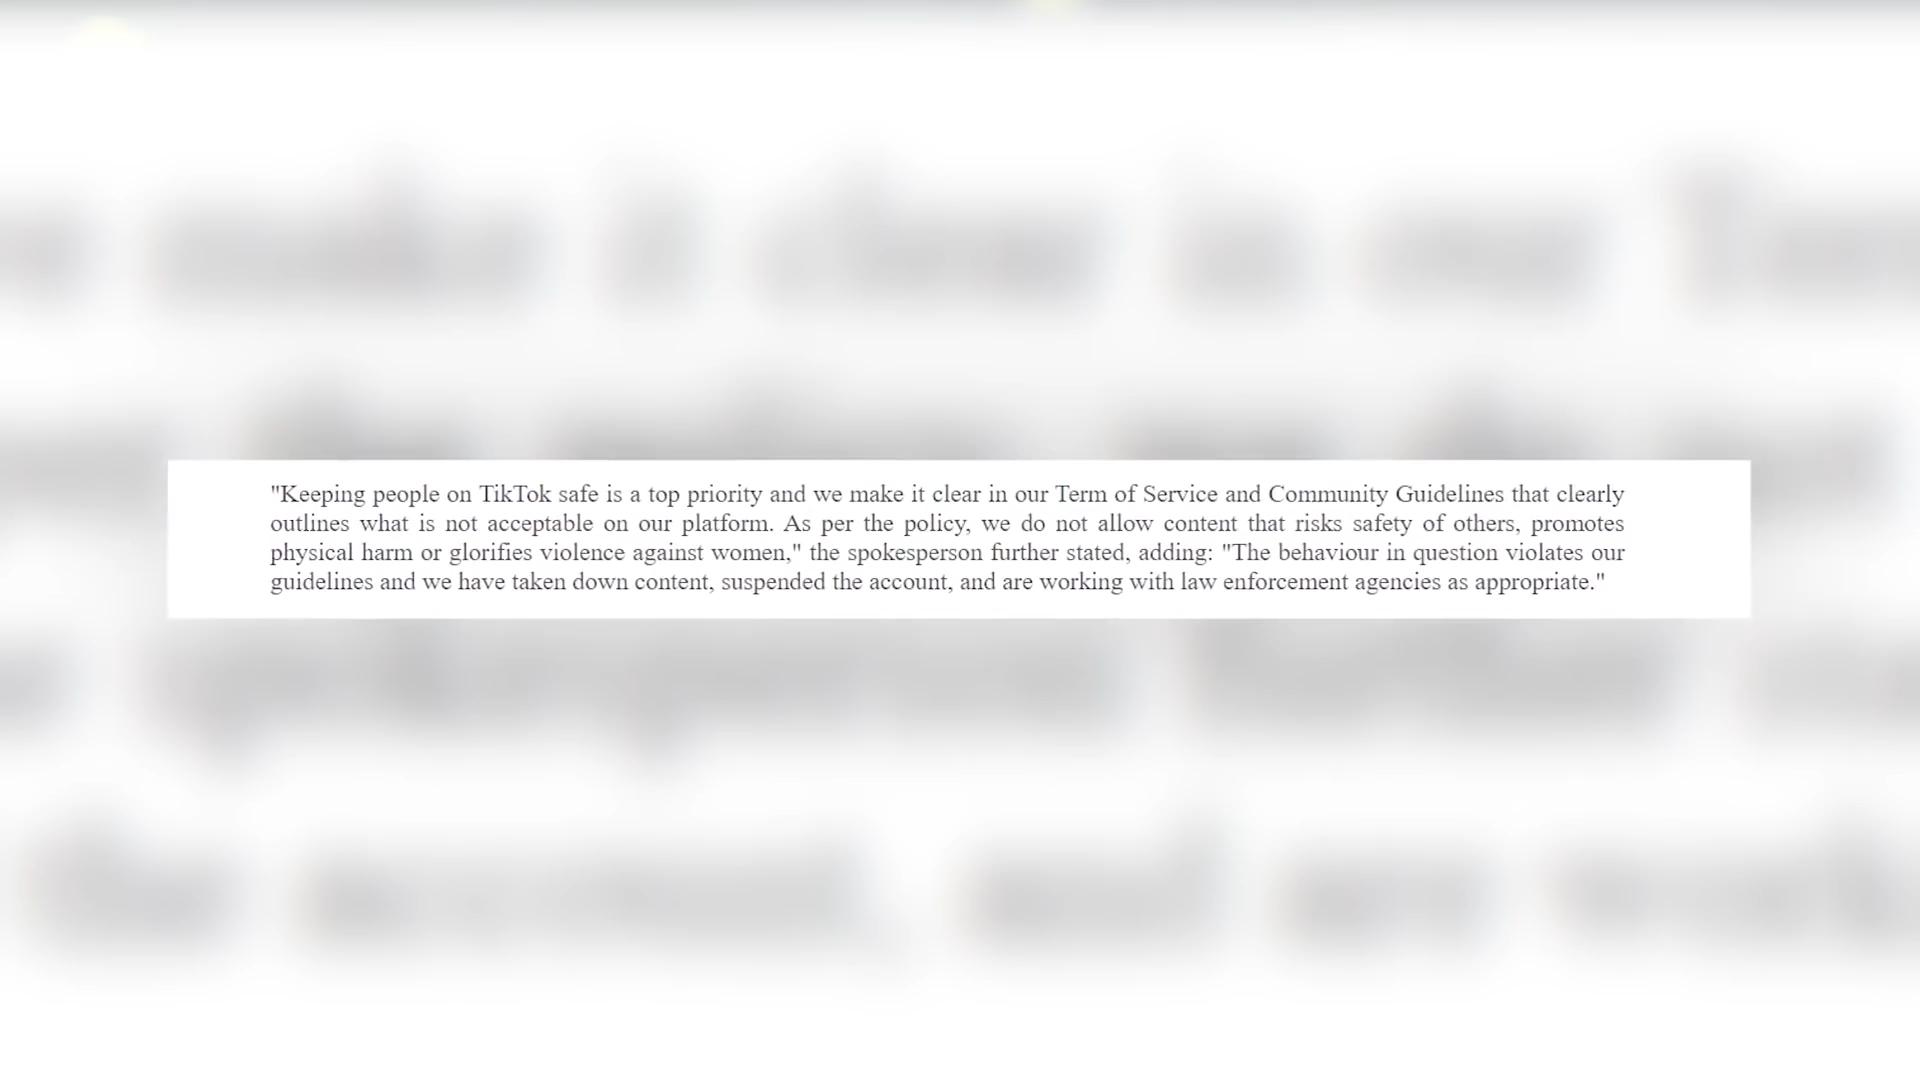 "Keeping people on TikTok safe is a top priority and we make it clear in our Term of Service and Community Guidelines that clearly
outlines what is not acceptable on our platform. As per the policy, we do not allow content that risks safety of others, promotes
physical harm or glorifies violence against women," the spokesperson further stated, adding: "The behaviour in question violates our
guidelines and we have taken down content, suspended the account, and are working with law enforcement agencies as appropriate."